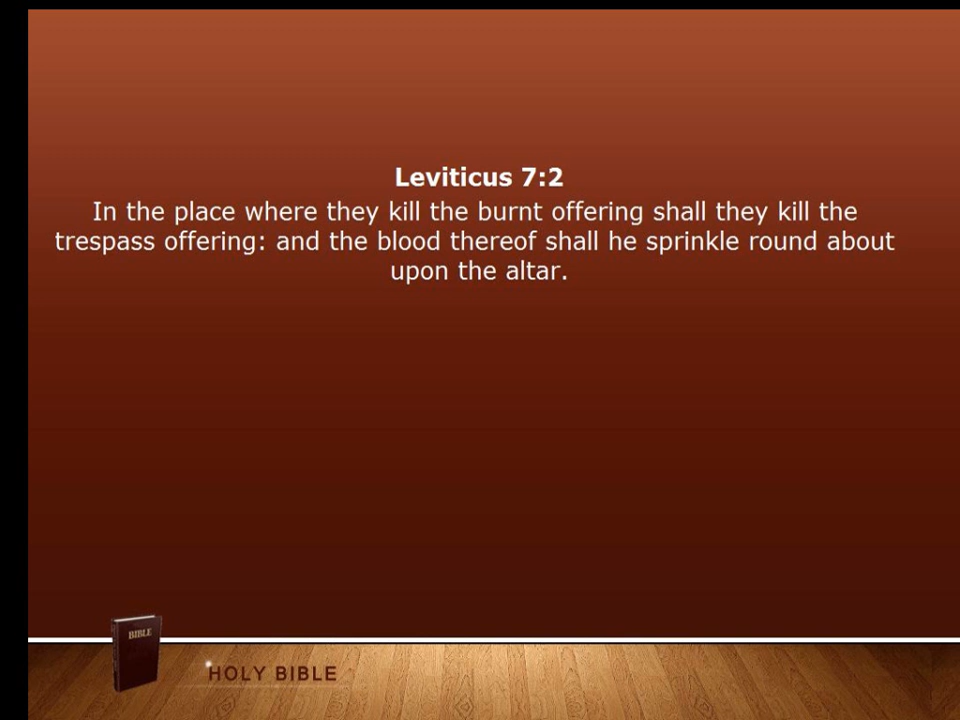 Leviticus 7:2
In the place where they kill the burnt offering shall they kill the
trespass offering: and the blood thereof shall he sprinkle round about
upon the altar.
BIBLE
HOLY BIBLE